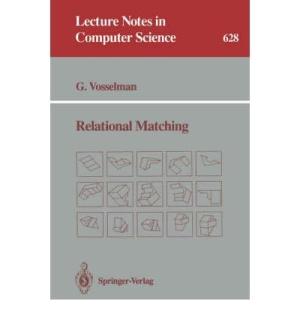 Lecture Notes in
Computer Science
628
G. Vosselman
Relational Matching
Springer-Verlag